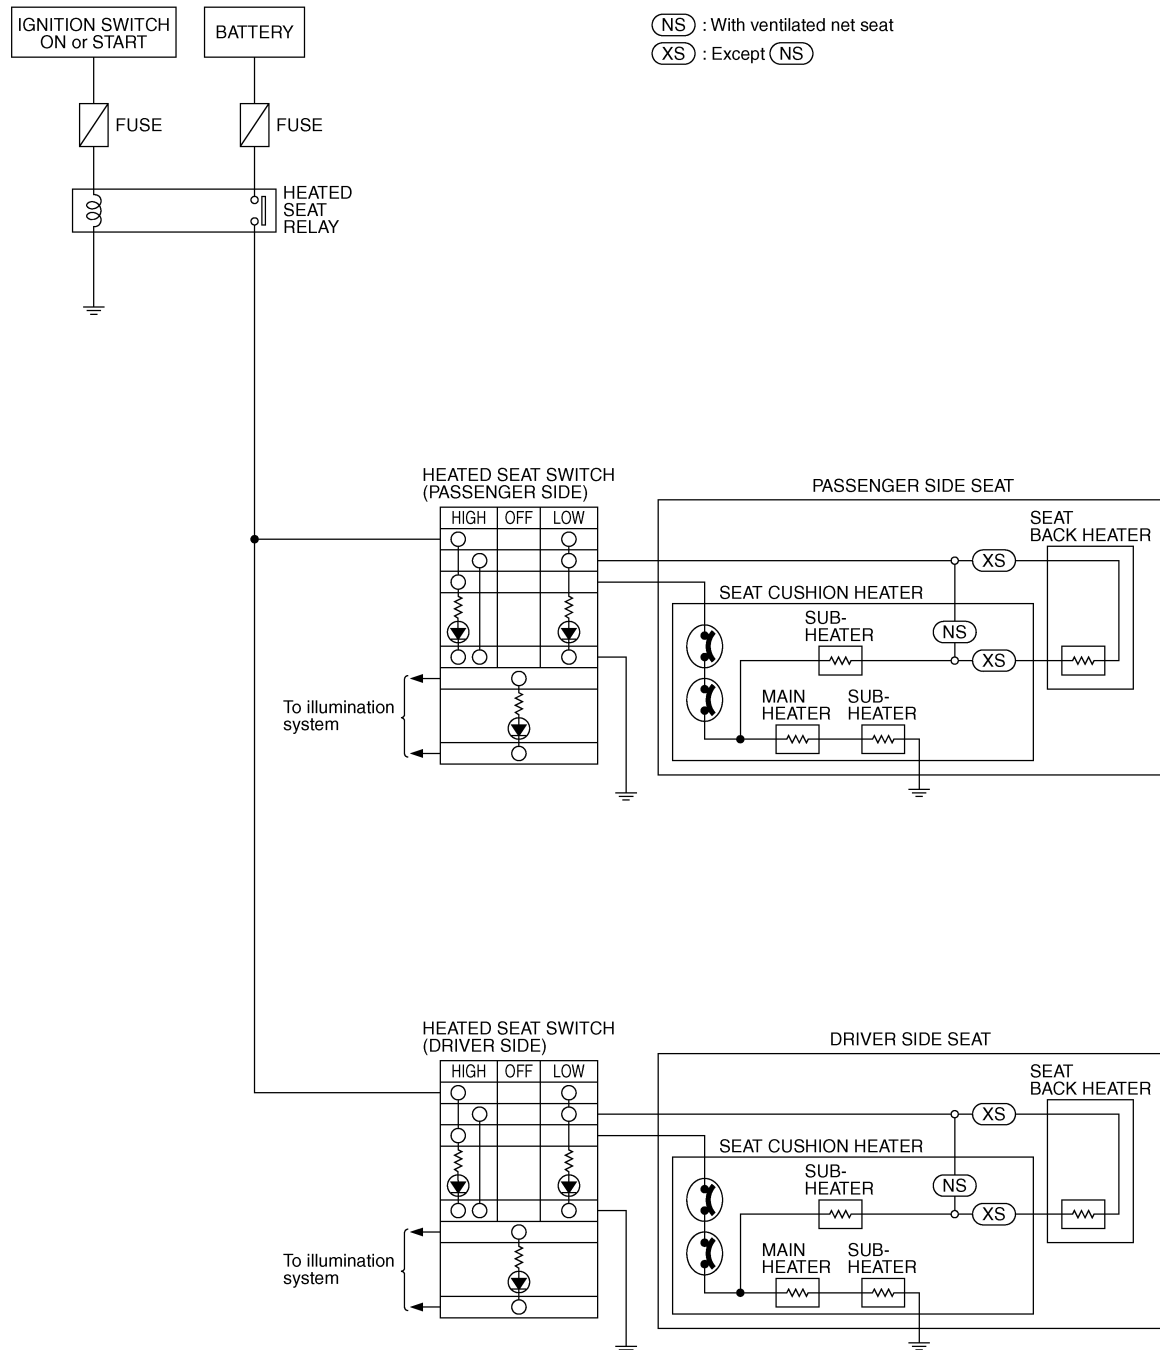 IGNITION SWITCH
ON or START
BATTERY
NS : With ventilated net seat
XS : Except NS
FUSE
FUSE
HEATED
SEAT
RELAY
HEATED SEAT SWITCH
(PASSENGER SIDE)
HIGH OFF LOW
PASSENGER SIDE SEAT
SEAT
BACK HEATER
XS
SEAT CUSHION HEATER
SUB-
HEATER
NS
XS
MAIN
HEATER
SUB-
HEATER
To illumination
system
HEATED SEAT SWITCH
(DRIVER SIDE)
HIGH OFF LOW
DRIVER SIDE SEAT
SEAT
BACK HEATER
XS
SEAT CUSHION HEATER
SUB-
HEATER
NS
XS
MAIN
HEATER
SUB-
HEATER
To illumination
system